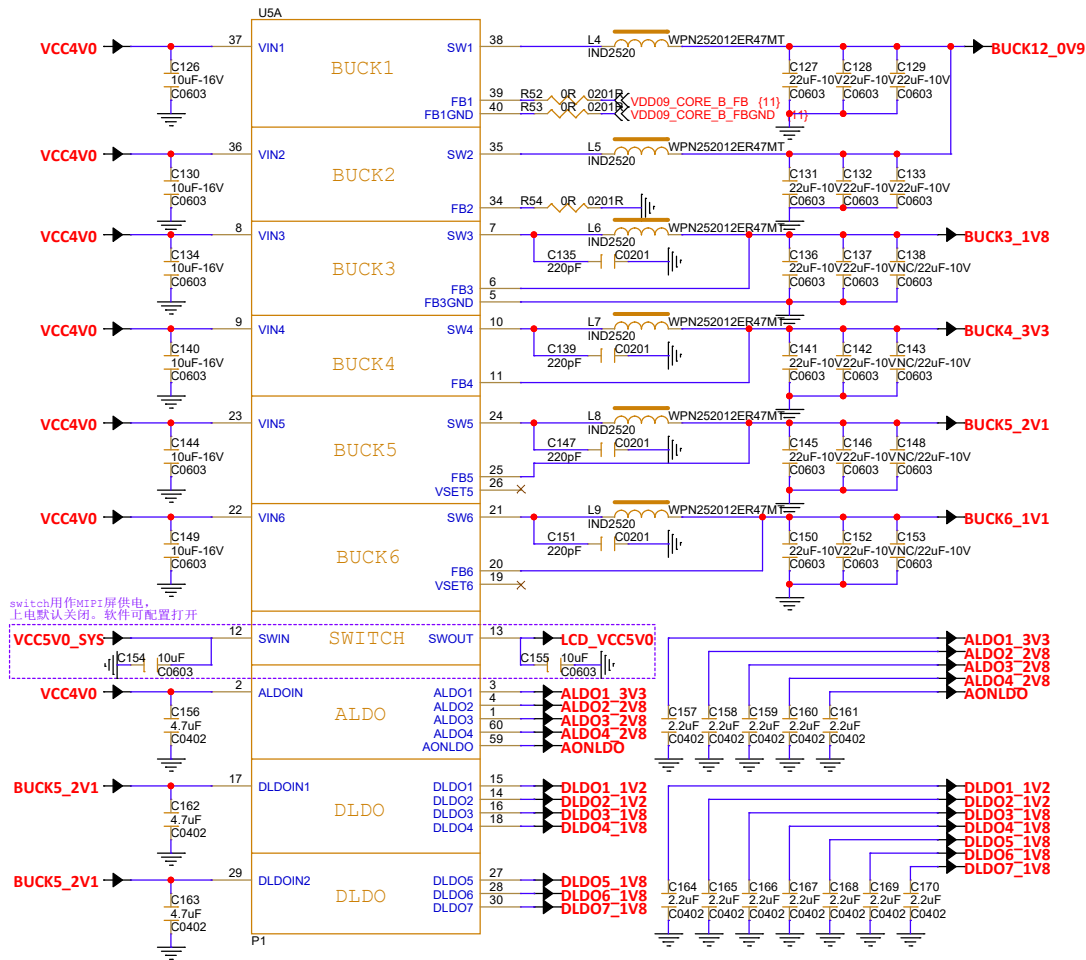 U5A
VCC4V0 37 VIN1 BUCK1 SW1 38 L4 WPN252012ER47MT BUCK12_0V9
IND2520
C126 10uF-16V C0603
C127 22uF-10V C0603
C128 22uF-10V C0603
C129 22uF-10V C0603
FB1 39 R52 0R 0201R VDD09_CORE_B_FB {11}
FB1GND 40 R53 0R 0201R VDD09_CORE_B_FBGND {11}
VCC4V0 36 VIN2 BUCK2 SW2 35 L5 WPN252012ER47MT
IND2520
C130 10uF-16V C0603
C131 22uF-10V C0603
C132 22uF-10V C0603
C133 22uF-10V C0603
FB2 34 R54 0R 0201R
VCC4V0 8 VIN3 BUCK3 SW3 7 L6 WPN252012ER47MT BUCK3_1V8
IND2520
C134 10uF-16V C0603
C135 220pF C0201
C136 22uF-10V C0603
C137 22uF-10V C0603
C138 NC/22uF-10V C0603
FB3 6
FB3GND 5
VCC4V0 9 VIN4 BUCK4 SW4 10 L7 WPN252012ER47MT BUCK4_3V3
IND2520
C140 10uF-16V C0603
C139 220pF C0201
C141 22uF-10V C0603
C142 22uF-10V C0603
C143 NC/22uF-10V C0603
FB4 11
VCC4V0 23 VIN5 BUCK5 SW5 24 L8 WPN252012ER47MT BUCK5_2V1
IND2520
C144 10uF-16V C0603
C147 220pF C0201
C145 22uF-10V C0603
C146 22uF-10V C0603
C148 NC/22uF-10V C0603
FB5 25
VSET5 26
VCC4V0 22 VIN6 BUCK6 SW6 21 L9 WPN252012ER47MT BUCK6_1V1
IND2520
C149 10uF-16V C0603
C151 220pF C0201
C150 22uF-10V C0603
C152 22uF-10V C0603
C153 NC/22uF-10V C0603
FB6 20
VSET6 19
switch用作MIPI屏供电，
上电默认关闭。软件可配置打开
VCC5V0_SYS 12 SWIN SWITCH SWOUT 13 LCD_VCC5V0
C154 10uF C0603
C155 10uF C0603
VCC4V0 2 ALDOIN ALDO
C156 4.7uF C0402
ALDO1 3 ALDO1_3V3
ALDO2 4 ALDO2_2V8
ALDO3 1 ALDO3_2V8
ALDO4 60 ALDO4_2V8
AONLDO 59 AONLDO
ALDO1_3V3
ALDO2_2V8
ALDO3_2V8
ALDO4_2V8
AONLDO
C157 2.2uF C0402
C158 2.2uF C0402
C159 2.2uF C0402
C160 2.2uF C0402
C161 2.2uF C0402
BUCK5_2V1 17 DLDOIN1 DLDO
C162 4.7uF C0402
DLDO1 15 DLDO1_1V2
DLDO2 14 DLDO2_1V2
DLDO3 16 DLDO3_1V8
DLDO4 18 DLDO4_1V8
DLDO1_1V2
DLDO2_1V2
DLDO3_1V8
DLDO4_1V8
DLDO5_1V8
DLDO6_1V8
DLDO7_1V8
BUCK5_2V1 29 DLDOIN2 DLDO
C163 4.7uF C0402
DLDO5 27 DLDO5_1V8
DLDO6 28 DLDO6_1V8
DLDO7 30 DLDO7_1V8
C164 2.2uF C0402
C165 2.2uF C0402
C166 2.2uF C0402
C167 2.2uF C0402
C168 2.2uF C0402
C169 2.2uF C0402
C170 2.2uF C0402
P1